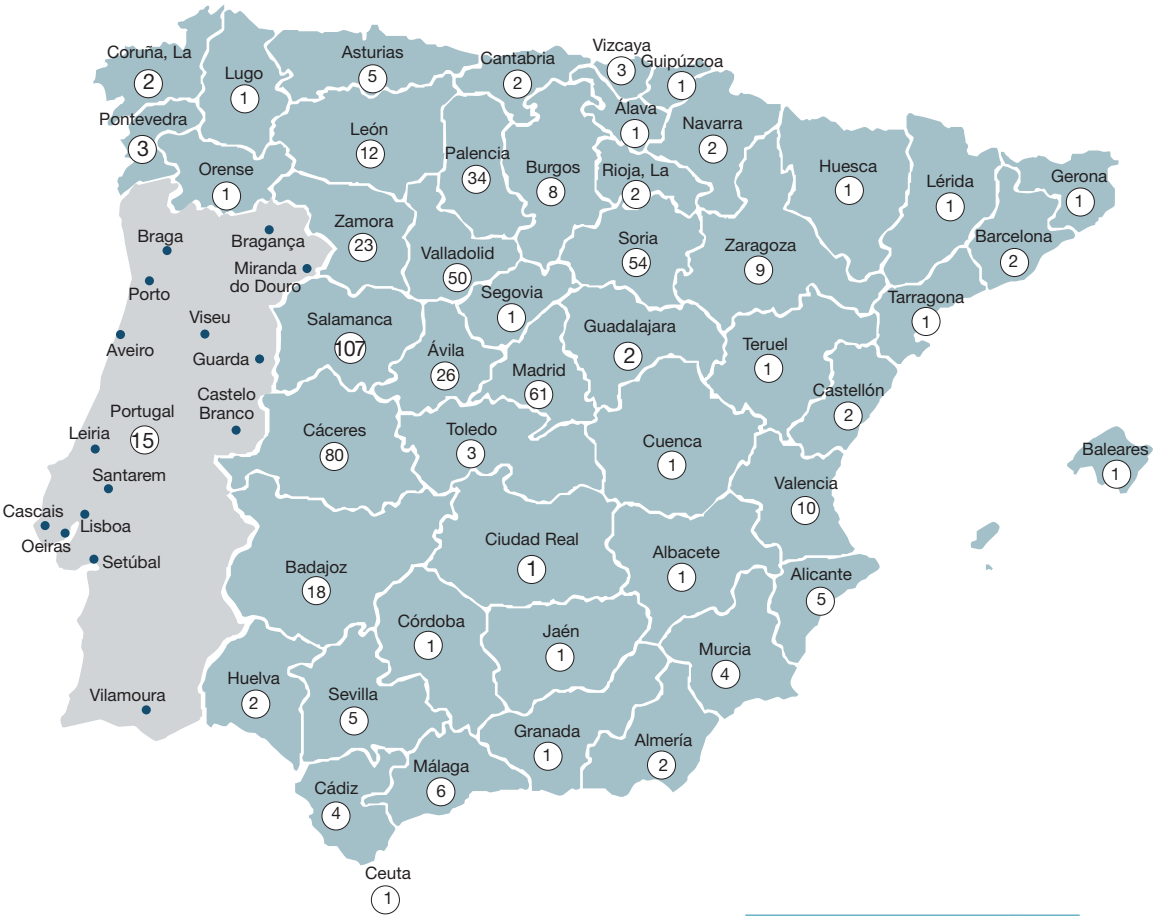 Coruña, La
2
Lugo
1
Asturias
5
Cantabria
2
Vizcaya
3
Guipúzcoa
1
Pontevedra
3
Orense
1
León
12
Palencia
34
Burgos
8
Álava
1
Rioja, La
2
Navarra
2
Huesca
1
Lérida
1
Gerona
1
Barcelona
2
Zamora
23
Valladolid
50
Soria
54
Zaragoza
9
Tarragona
1
Segovia
1
Salamanca
107
Ávila
26
Madrid
61
Guadalajara
2
Teruel
1
Castellón
2
Cáceres
80
Toledo
3
Cuenca
1
Valencia
10
Baleares
1
Badajoz
18
Ciudad Real
1
Albacete
1
Alicante
5
Córdoba
1
Jaén
1
Murcia
4
Huelva
2
Sevilla
5
Granada
1
Almería
2
Cádiz
4
Málaga
6
Ceuta
1
Braga
Bragança
Miranda
do Douro
Porto
Viseu
Aveiro
Guarda
Castelo
Branco
Portugal
15
Leiria
Santarem
Cascais
Lisboa
Oeiras
Setúbal
Vilamoura